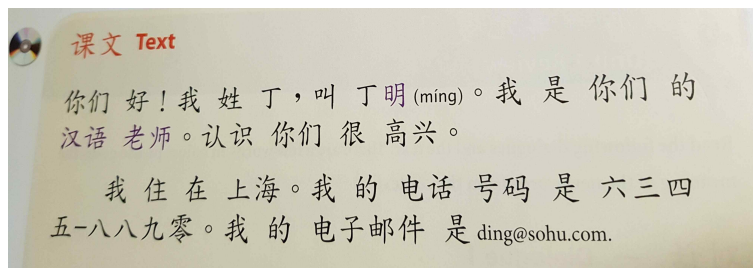 课文 Text
你们 好！我 姓 丁，叫 丁明 (míng)。我 是 你们 的
汉语 老师。认识 你们 很 高兴。
我 住 在 上海。我 的 电话 号码 是 六三四
五-八八九零。我 的 电子邮件 是 ding@sohu.com.